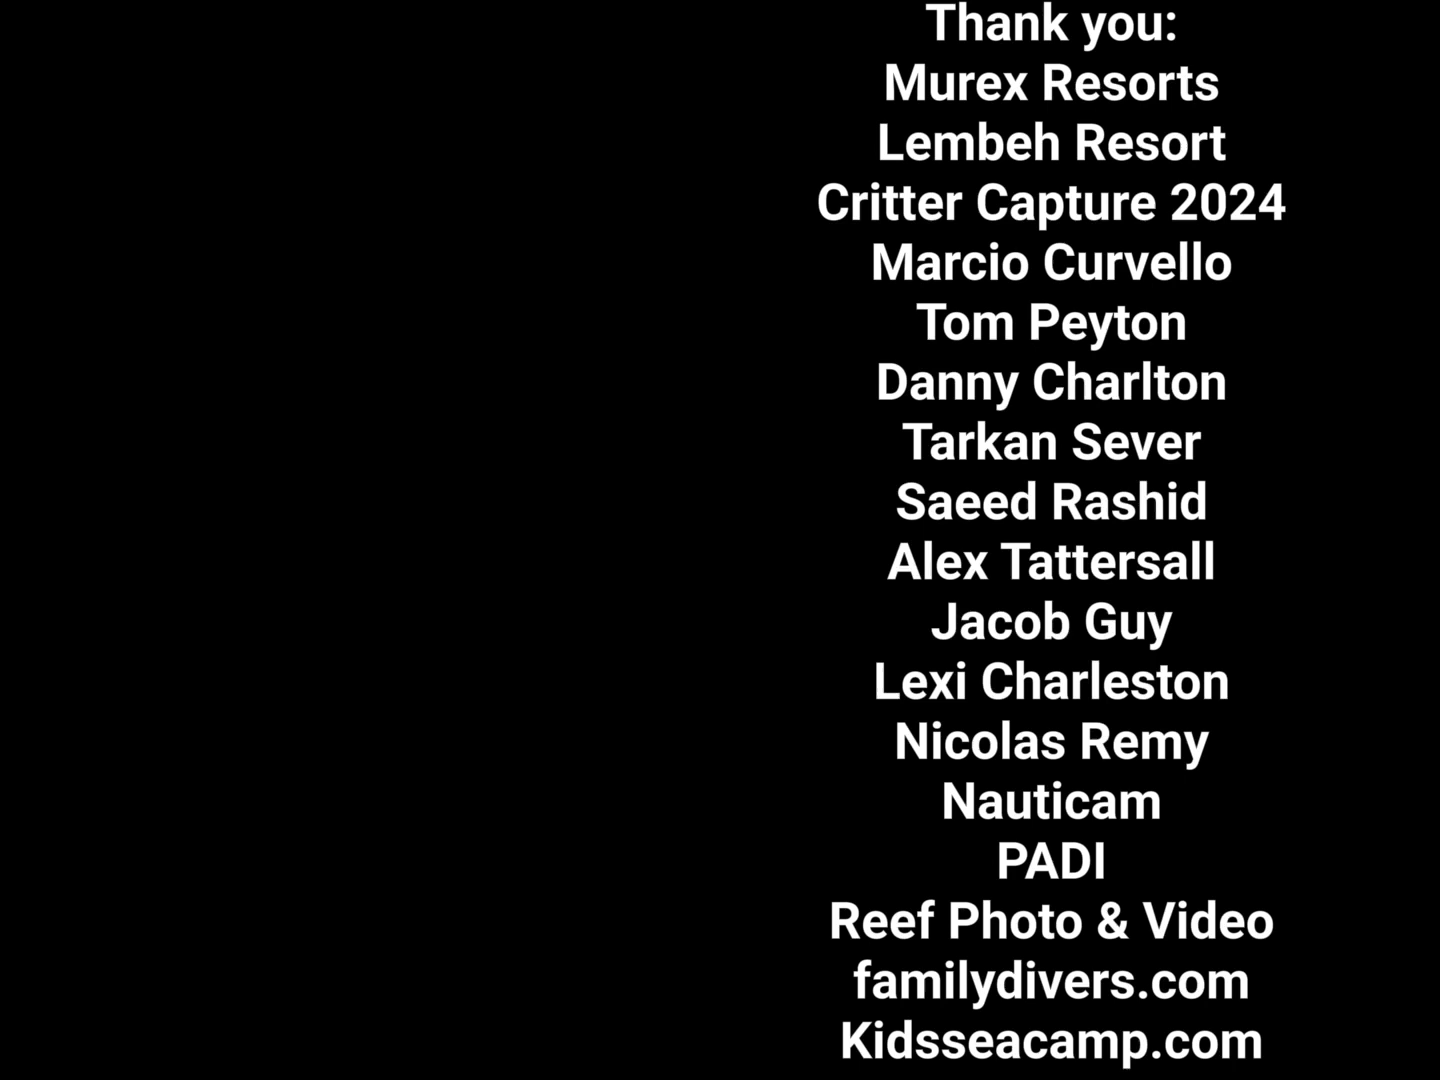 Thank you:
Murex Resorts
Lembeh Resort
Critter Capture 2024
Marcio Curvello
Tom Peyton
Danny Charlton
Tarkan Sever
Saeed Rashid
Alex Tattersall
Jacob Guy
Lexi Charleston
Nicolas Remy
Nauticam
PADI
Reef Photo & Video
familydivers.com
Kidsseacamp.com